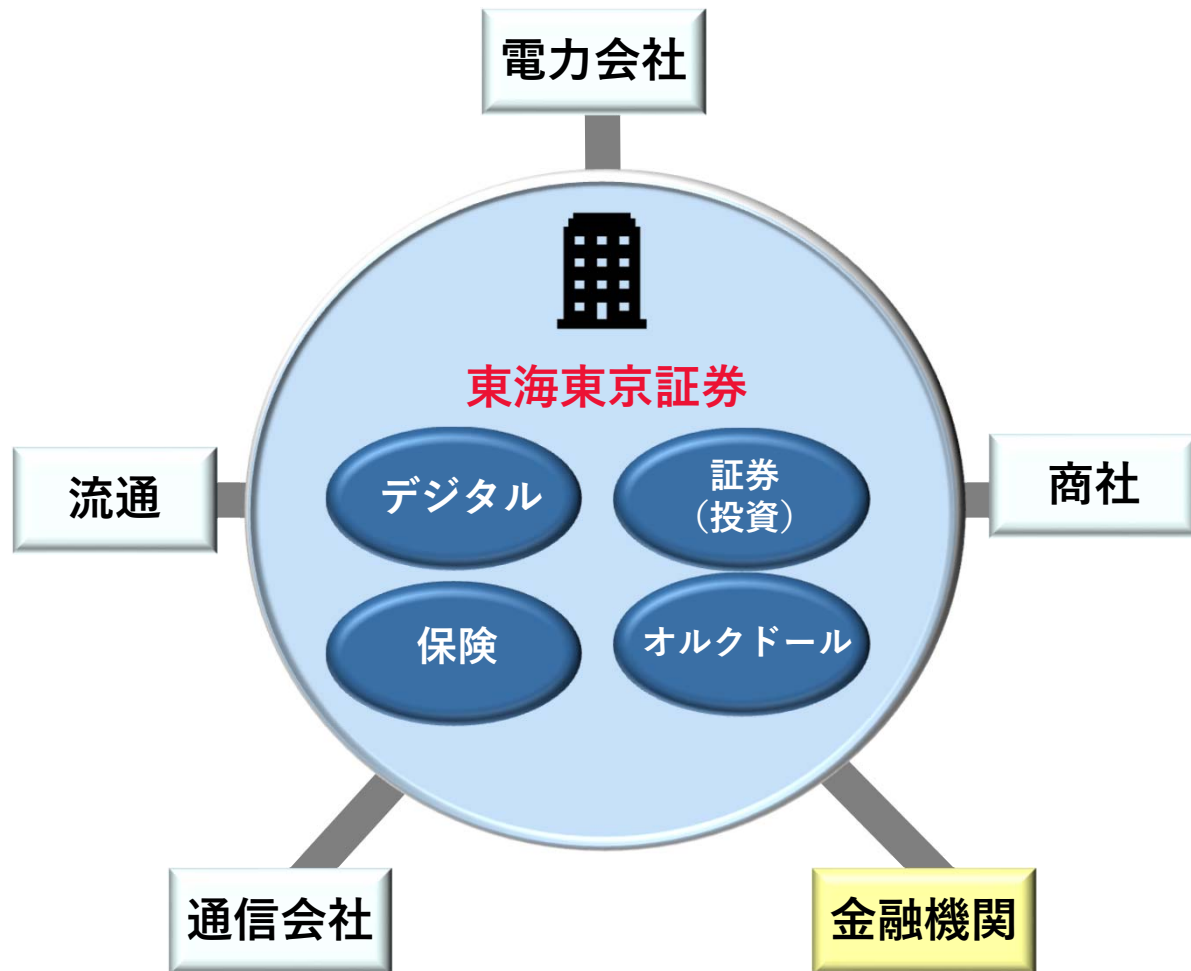 電力会社
東海東京証券
流通
デジタル
証券
（投資）
商社
保険
オルクドール
通信会社
金融機関